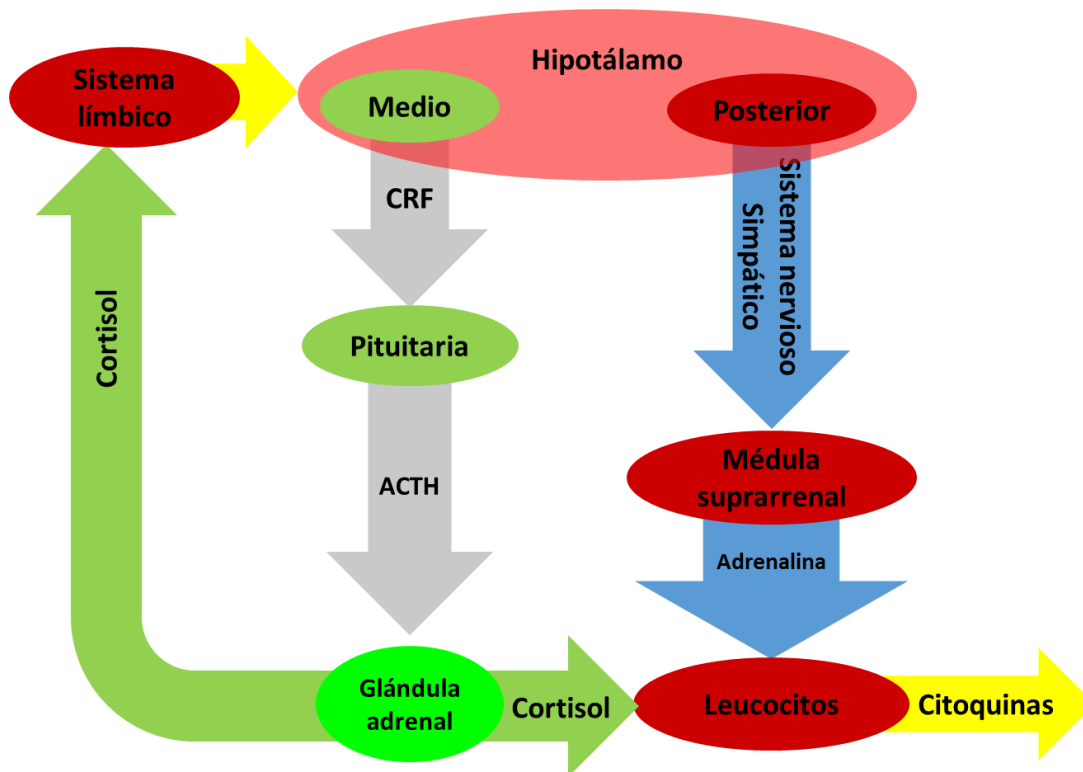 Sistema
límbico
Hipotálamo
Medio
Posterior
CRF
Sistema nervioso
Simpático
Cortisol
Pituitaria
ACTH
Médula
suprarrenal
Adrenalina
Glándula
adrenal
Cortisol
Leucocitos
Citoquinas